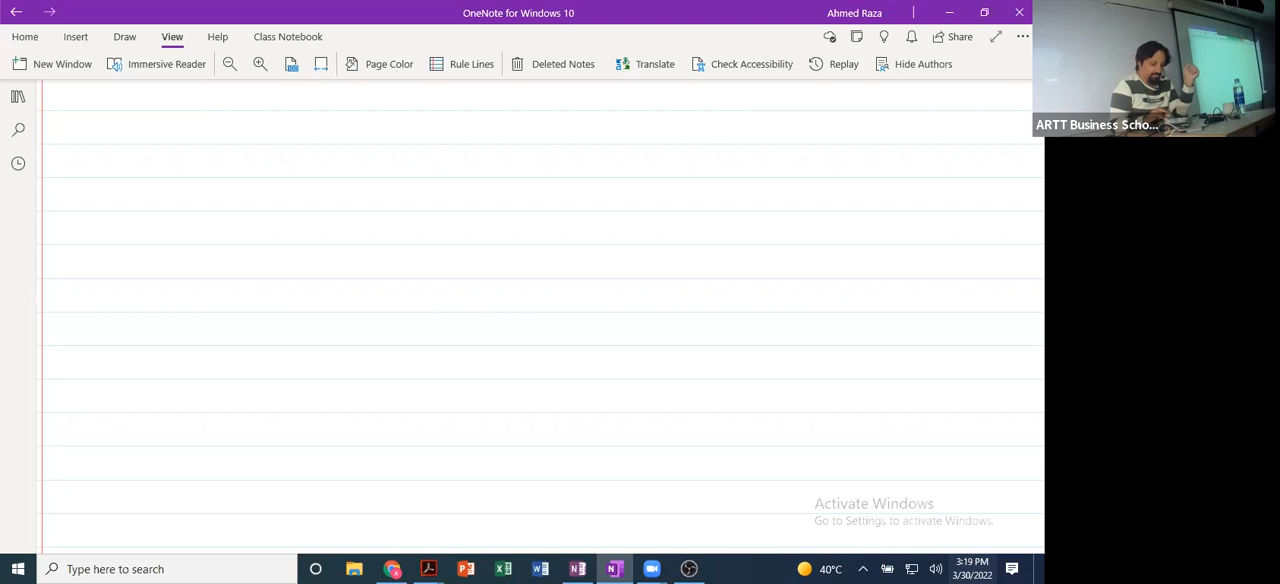 OneNote for Windows 10
Ahmed Raza
Home Insert Draw View Help Class Notebook
Share
New Window Immersive Reader Page Color Rule Lines Deleted Notes Translate Check Accessibility Replay Hide Authors
ARTT Business Scho...
Activate Windows
Go to Settings to activate Windows.
Type here to search
40°C
3:19 PM
3/30/2022